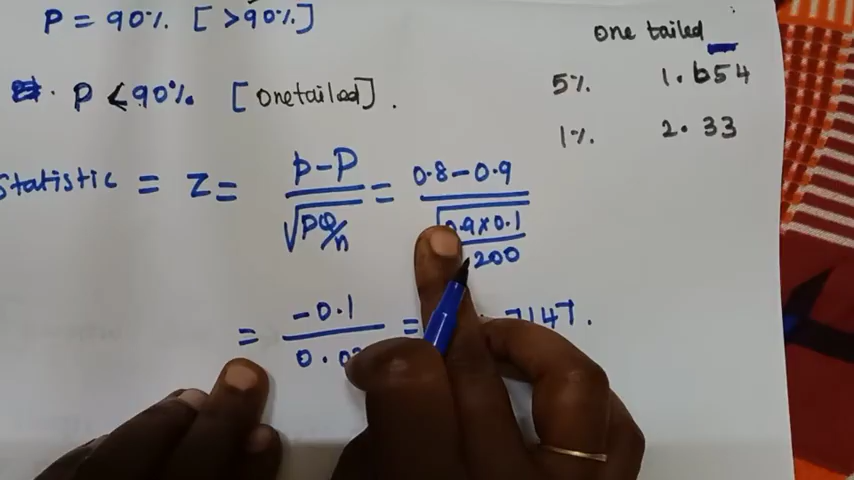 P = 90%. [>90%]
One tailed
5%. 1.654
P < 90%. [Onetailed].
1%. 2.33
Statistic = Z = p-P / √PQ/n = 0.8-0.9 / √0.9×0.1/200
= -0.1 / 0.0 = 7147.